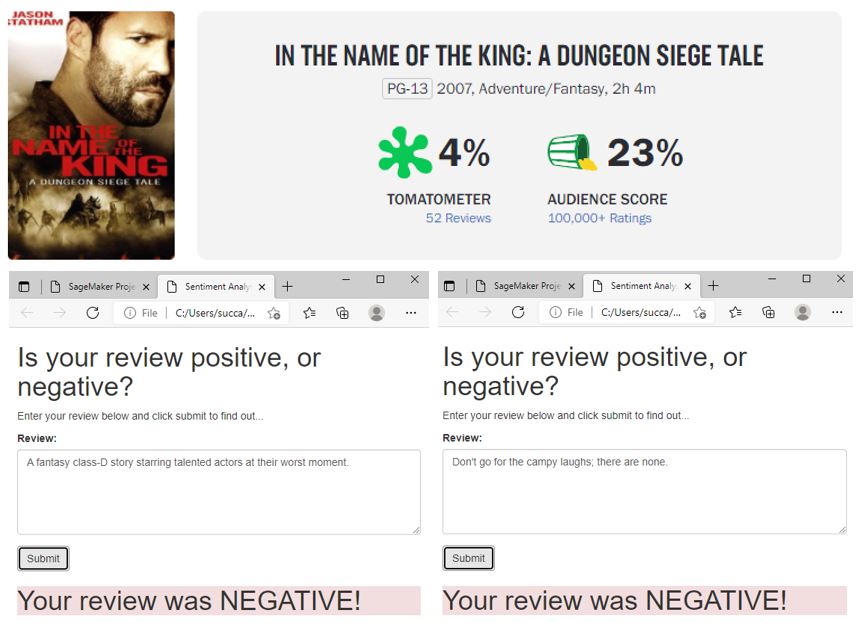 JASON
STATHAM
IN THE
NAME OF THE
KING
A DUNGEON SIEGE TALE
IN THE NAME OF THE KING: A DUNGEON SIEGE TALE
PG-13 2007, Adventure/Fantasy, 2h 4m
4% 23%
TOMATOMETER AUDIENCE SCORE
52 Reviews 100,000+ Ratings
SageMaker Proje Sentiment Analy
File C:/Users/succa/...
Is your review positive, or
negative?
Enter your review below and click submit to find out...
Review:
A fantasy class-D story starring talented actors at their worst moment.
Submit
Your review was NEGATIVE!
SageMaker Proje Sentiment Analy
File C:/Users/succa/...
Is your review positive, or
negative?
Enter your review below and click submit to find out...
Review:
Don't go for the campy laughs; there are none.
Submit
Your review was NEGATIVE!